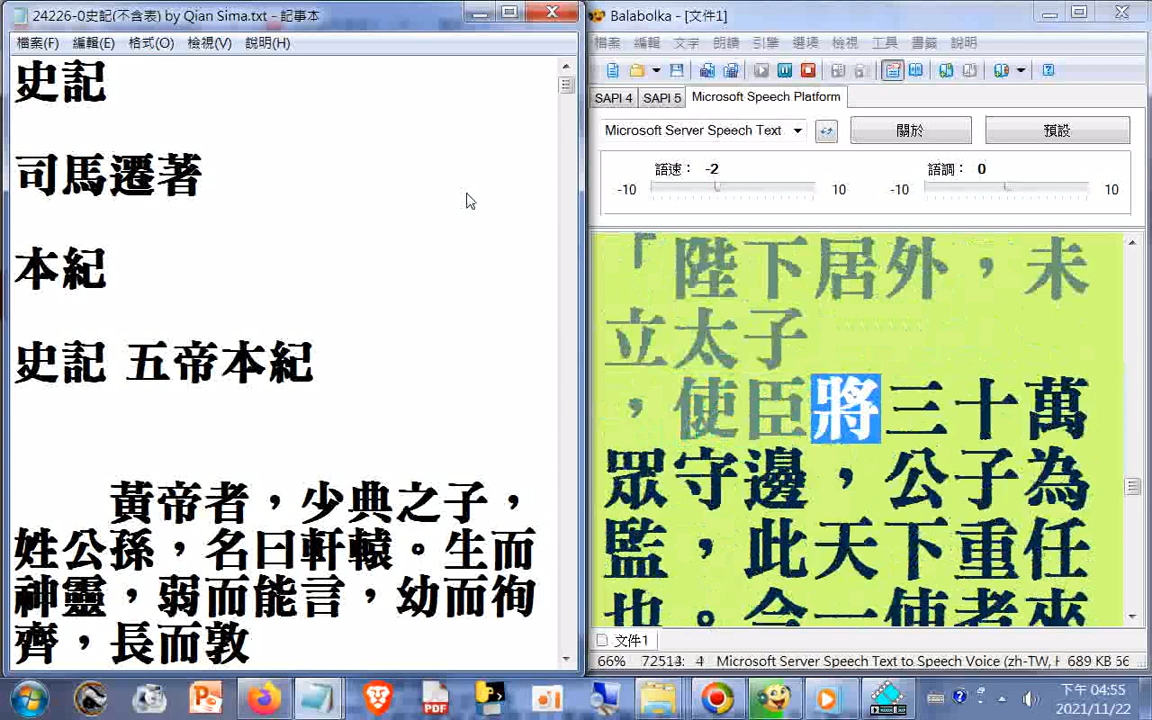 24226-0史記(不含表) by Qian Sima.txt - 記事本
檔案(F) 編輯(E) 格式(O) 檢視(V) 說明(H)
史記
司馬遷著
本紀
史記 五帝本紀
黃帝者，少典之子，
姓公孫，名曰軒轅。生而
神靈，弱而能言，幼而徇
齊，長而敦
Balabolka - [文件1]
檔案 編輯 文字 朗讀 引擎 選項 檢視 工具 書籤 說明
SAPI 4 SAPI 5 Microsoft Speech Platform
Microsoft Server Speech Text 關於 預設
語速： -2 語調： 0
-10 10 -10 10
「陛下居外，未
立太子
，使臣將三十萬
眾守邊，公子為
監，此天下重任
也。今一使者來
文件1
66% Microsoft Server Speech Text to Speech Voice (zh-TW, H 689 KB
PDF
下午 04:55
2021/11/22